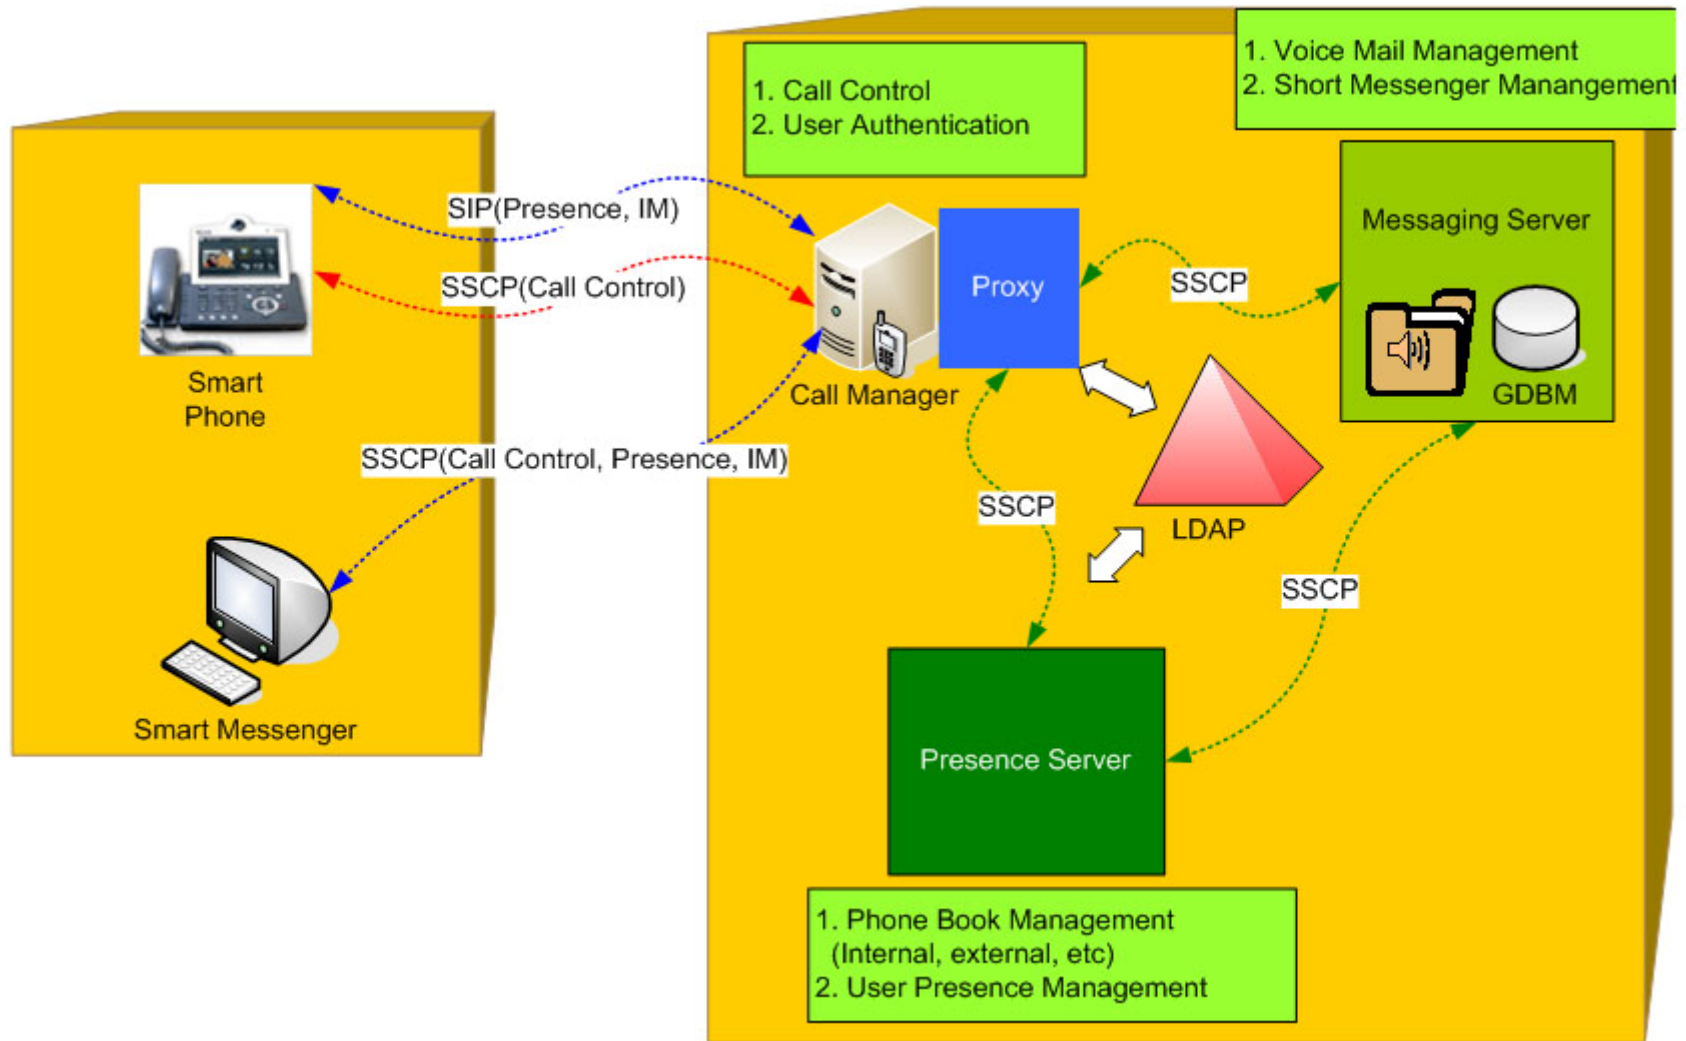 1. Call Control
2. User Authentication
1. Voice Mail Management
2. Short Messenger Manangement
SIP(Presence, IM)
SSCP(Call Control)
Smart
Phone
SSCP(Call Control, Presence, IM)
Smart Messenger
Call Manager
Proxy
SSCP
Messaging Server
GDBM
LDAP
SSCP
SSCP
Presence Server
1. Phone Book Management
(Internal, external, etc)
2. User Presence Management